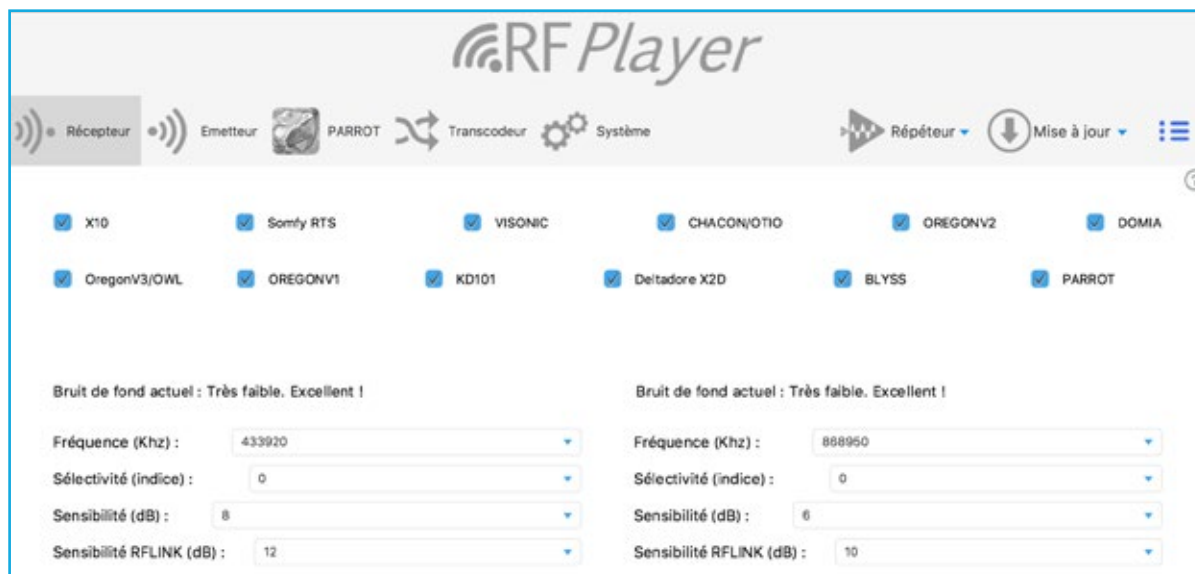 RFPlayer
Récepteur Emetteur PARROT Transcodeur Système Répéteur Mise à jour
X10 Somfy RTS VISONIC CHACON/OTIO OREGONV2 DOMIA
OregonV3/OWL OREGONV1 KD101 Deltadore X2D BLYSS PARROT
Bruit de fond actuel : Très faible. Excellent !
Fréquence (Khz) : 433920
Sélectivité (indice) : 0
Sensibilité (dB) : 8
Sensibilité RFLINK (dB) : 12
Bruit de fond actuel : Très faible. Excellent !
Fréquence (Khz) : 868950
Sélectivité (indice) : 0
Sensibilité (dB) : 6
Sensibilité RFLINK (dB) : 10